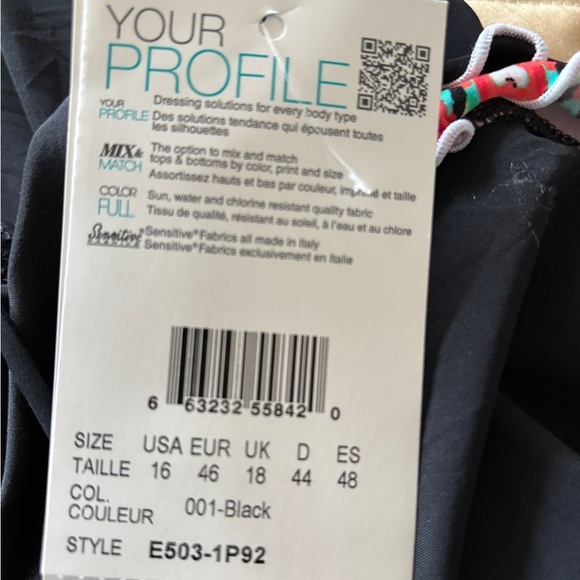 YOUR
PROFILE
YOUR PROFILE Dressing solutions for every body type
Des solutions tendance qui épousent toutes
les silhouettes
MIX& MATCH The option to mix and match
tops & bottoms by color, print and size
Assortissez hauts et bas par couleur, imprimé et taille
COLOR FULL Sun, water and chlorine resistant quality fabric
Tissu de qualité, résistant au soleil, à l'eau et au chlore
Sensitive® Sensitive® Fabrics all made in Italy
Sensitive® Fabrics exclusivement en Italie
6 63232 55842 0
SIZE USA EUR UK D ES
TAILLE 16 46 18 44 48
COL.
COULEUR 001-Black
STYLE E503-1P92